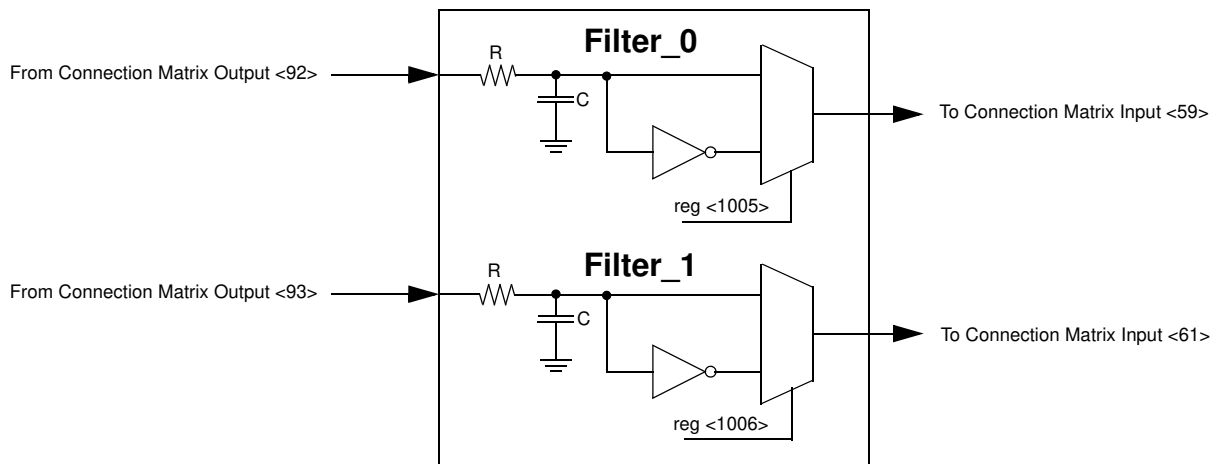 Filter_0
R
From Connection Matrix Output <92>
C
To Connection Matrix Input <59>
reg <1005>
Filter_1
R
From Connection Matrix Output <93>
C
To Connection Matrix Input <61>
reg <1006>